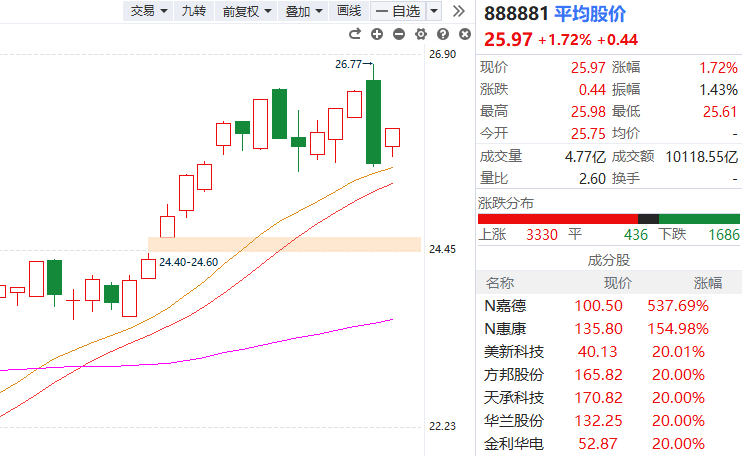 交易 九转 前复权 叠加 画线 一自选
26.90
26.77
24.45
24.40-24.60
22.23
888881 平均股价
25.97 +1.72% +0.44
现价 25.97 涨幅 1.72%
涨跌 0.44 振幅 1.43%
最高 25.98 最低 25.61
今开 25.75 均价 -
成交量 4.77亿 成交额 10118.55亿
量比 2.60 换手 -
涨跌分布
上涨 3330 平 436 下跌 1686
成分股
名称 现价 涨幅
N嘉德 100.50 537.69%
N重康 135.80 154.98%
美新科技 40.13 20.01%
方邦股份 165.82 20.00%
天承科技 170.82 20.00%
华兰股份 132.25 20.00%
金利华电 52.87 20.00%